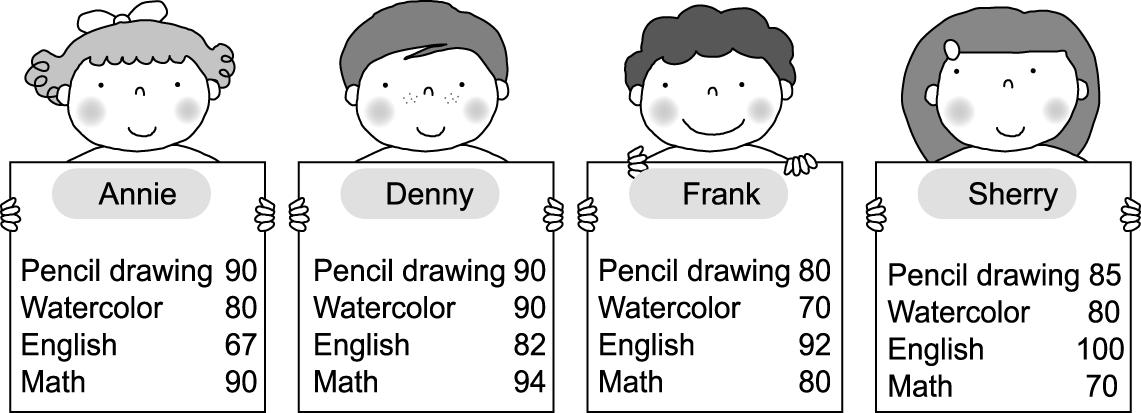 Annie
Pencil drawing 90
Watercolor 80
English 67
Math 90
Denny
Pencil drawing 90
Watercolor 90
English 82
Math 94
Frank
Pencil drawing 80
Watercolor 70
English 92
Math 80
Sherry
Pencil drawing 85
Watercolor 80
English 100
Math 70